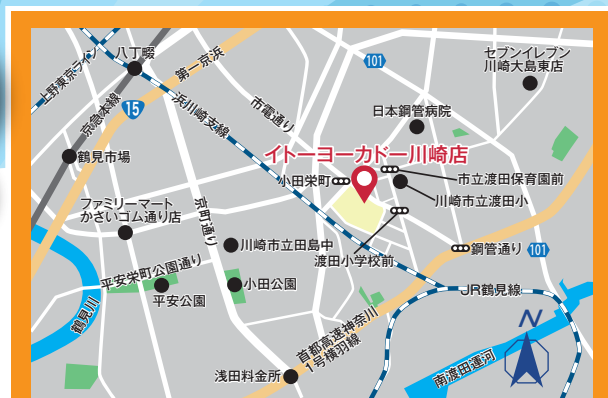 上野東京ライン
八丁畷
第一京浜
101
セブンイレブン
川崎大島東店
15
京急本線
浜川崎支線
市電通り
日本鋼管病院
鶴見市場
イトーヨーカドー川崎店
小田栄町
市立渡田保育園前
川崎市立渡田小
ファミリーマート
かさいゴム通り店
京町通り
川崎市立田島中
渡田小学校前
鋼管通り
101
平安栄町公園通り
小田公園
JR鶴見線
平安公園
鶴見川
首都高速神奈川
1号横羽線
N
南渡田運河
浅田料金所